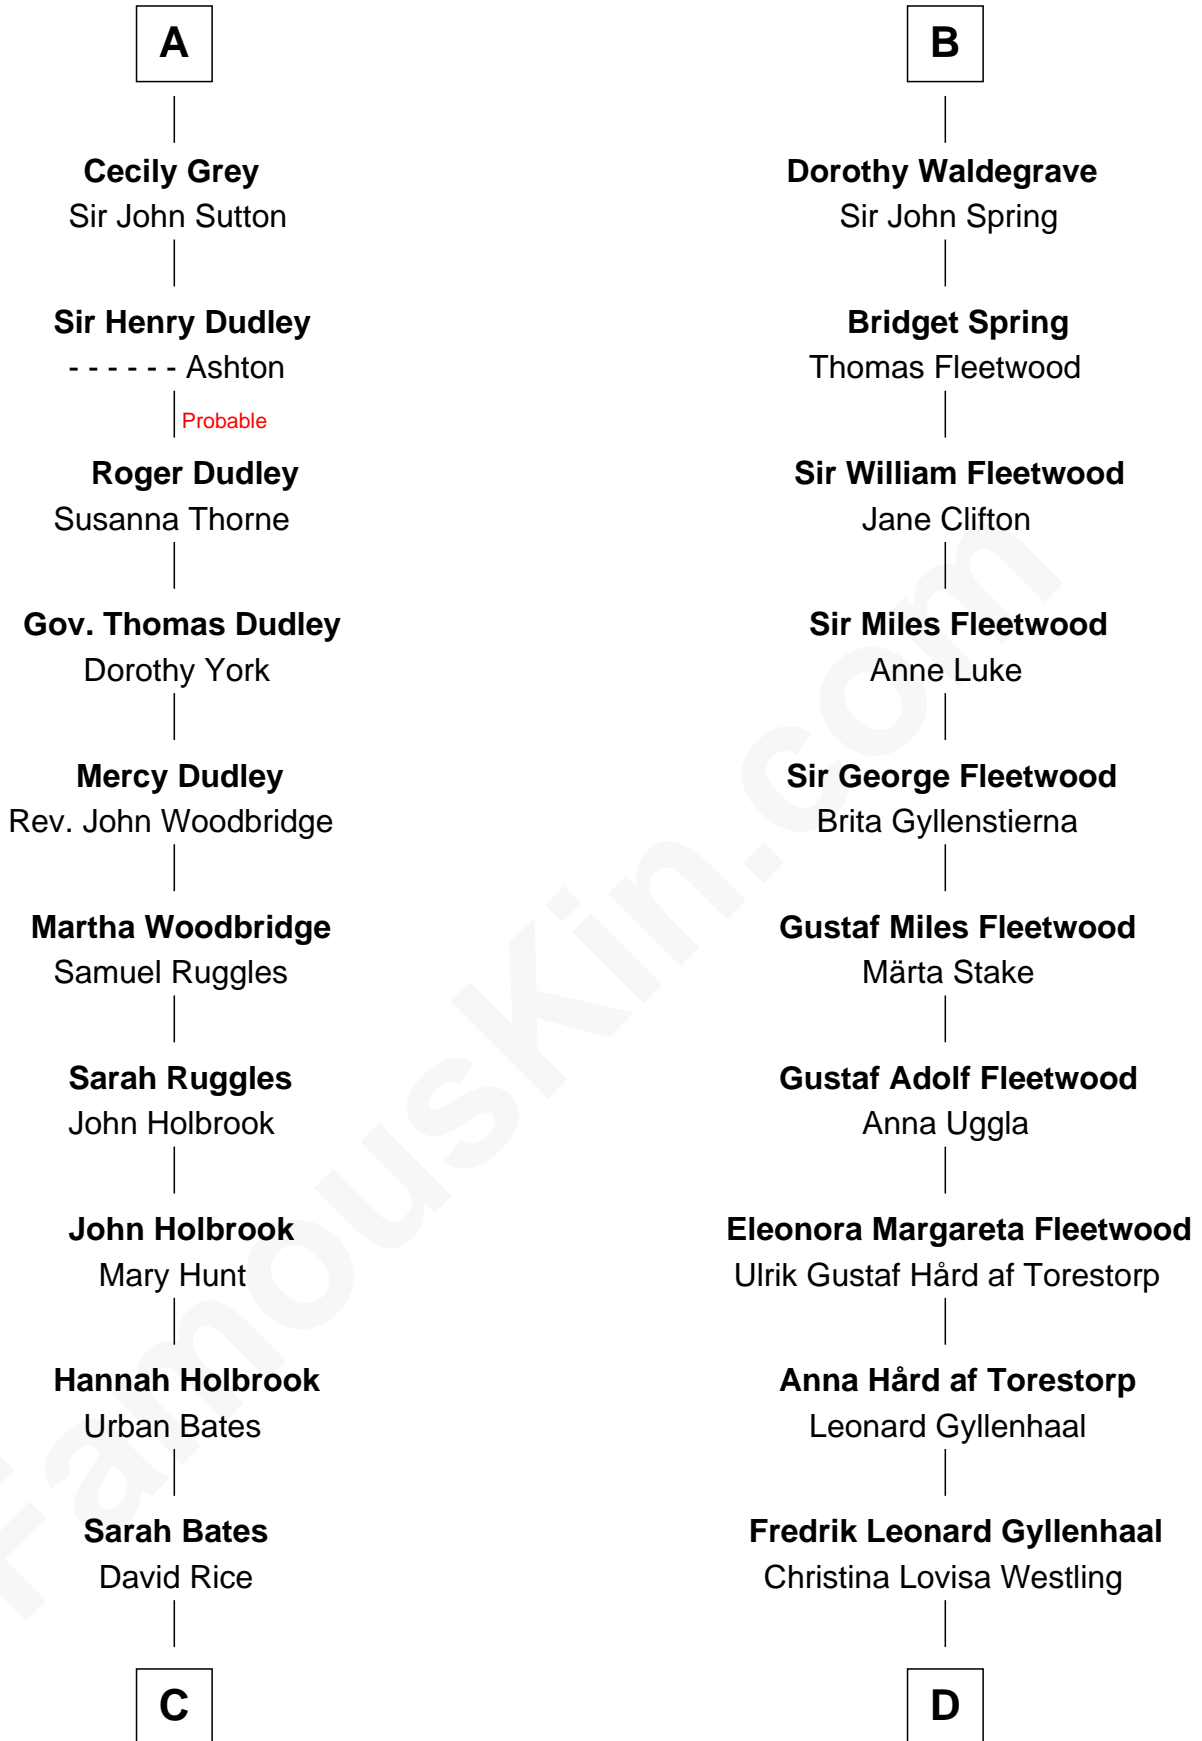 A
Cecily Grey
Sir John Sutton
Sir Henry Dudley
- - - - - - Ashton
Probable
Roger Dudley
Susanna Thorne
Gov. Thomas Dudley
Dorothy York
Mercy Dudley
Rev. John Woodbridge
Martha Woodbridge
Samuel Ruggles
Sarah Ruggles
John Holbrook
John Holbrook
Mary Hunt
Hannah Holbrook
Urban Bates
Sarah Bates
David Rice
C
B
Dorothy Waldegrave
Sir John Spring
Bridget Spring
Thomas Fleetwood
Sir William Fleetwood
Jane Clifton
Sir Miles Fleetwood
Anne Luke
Sir George Fleetwood
Brita Gyllenstierna
Gustaf Miles Fleetwood
Märta Stake
Gustaf Adolf Fleetwood
Anna Uggla
Eleonora Margareta Fleetwood
Ulrik Gustaf Hård af Torestorp
Anna Hård af Torestorp
Leonard Gyllenhaal
Fredrik Leonard Gyllenhaal
Christina Lovisa Westling
D
FamousKin.com